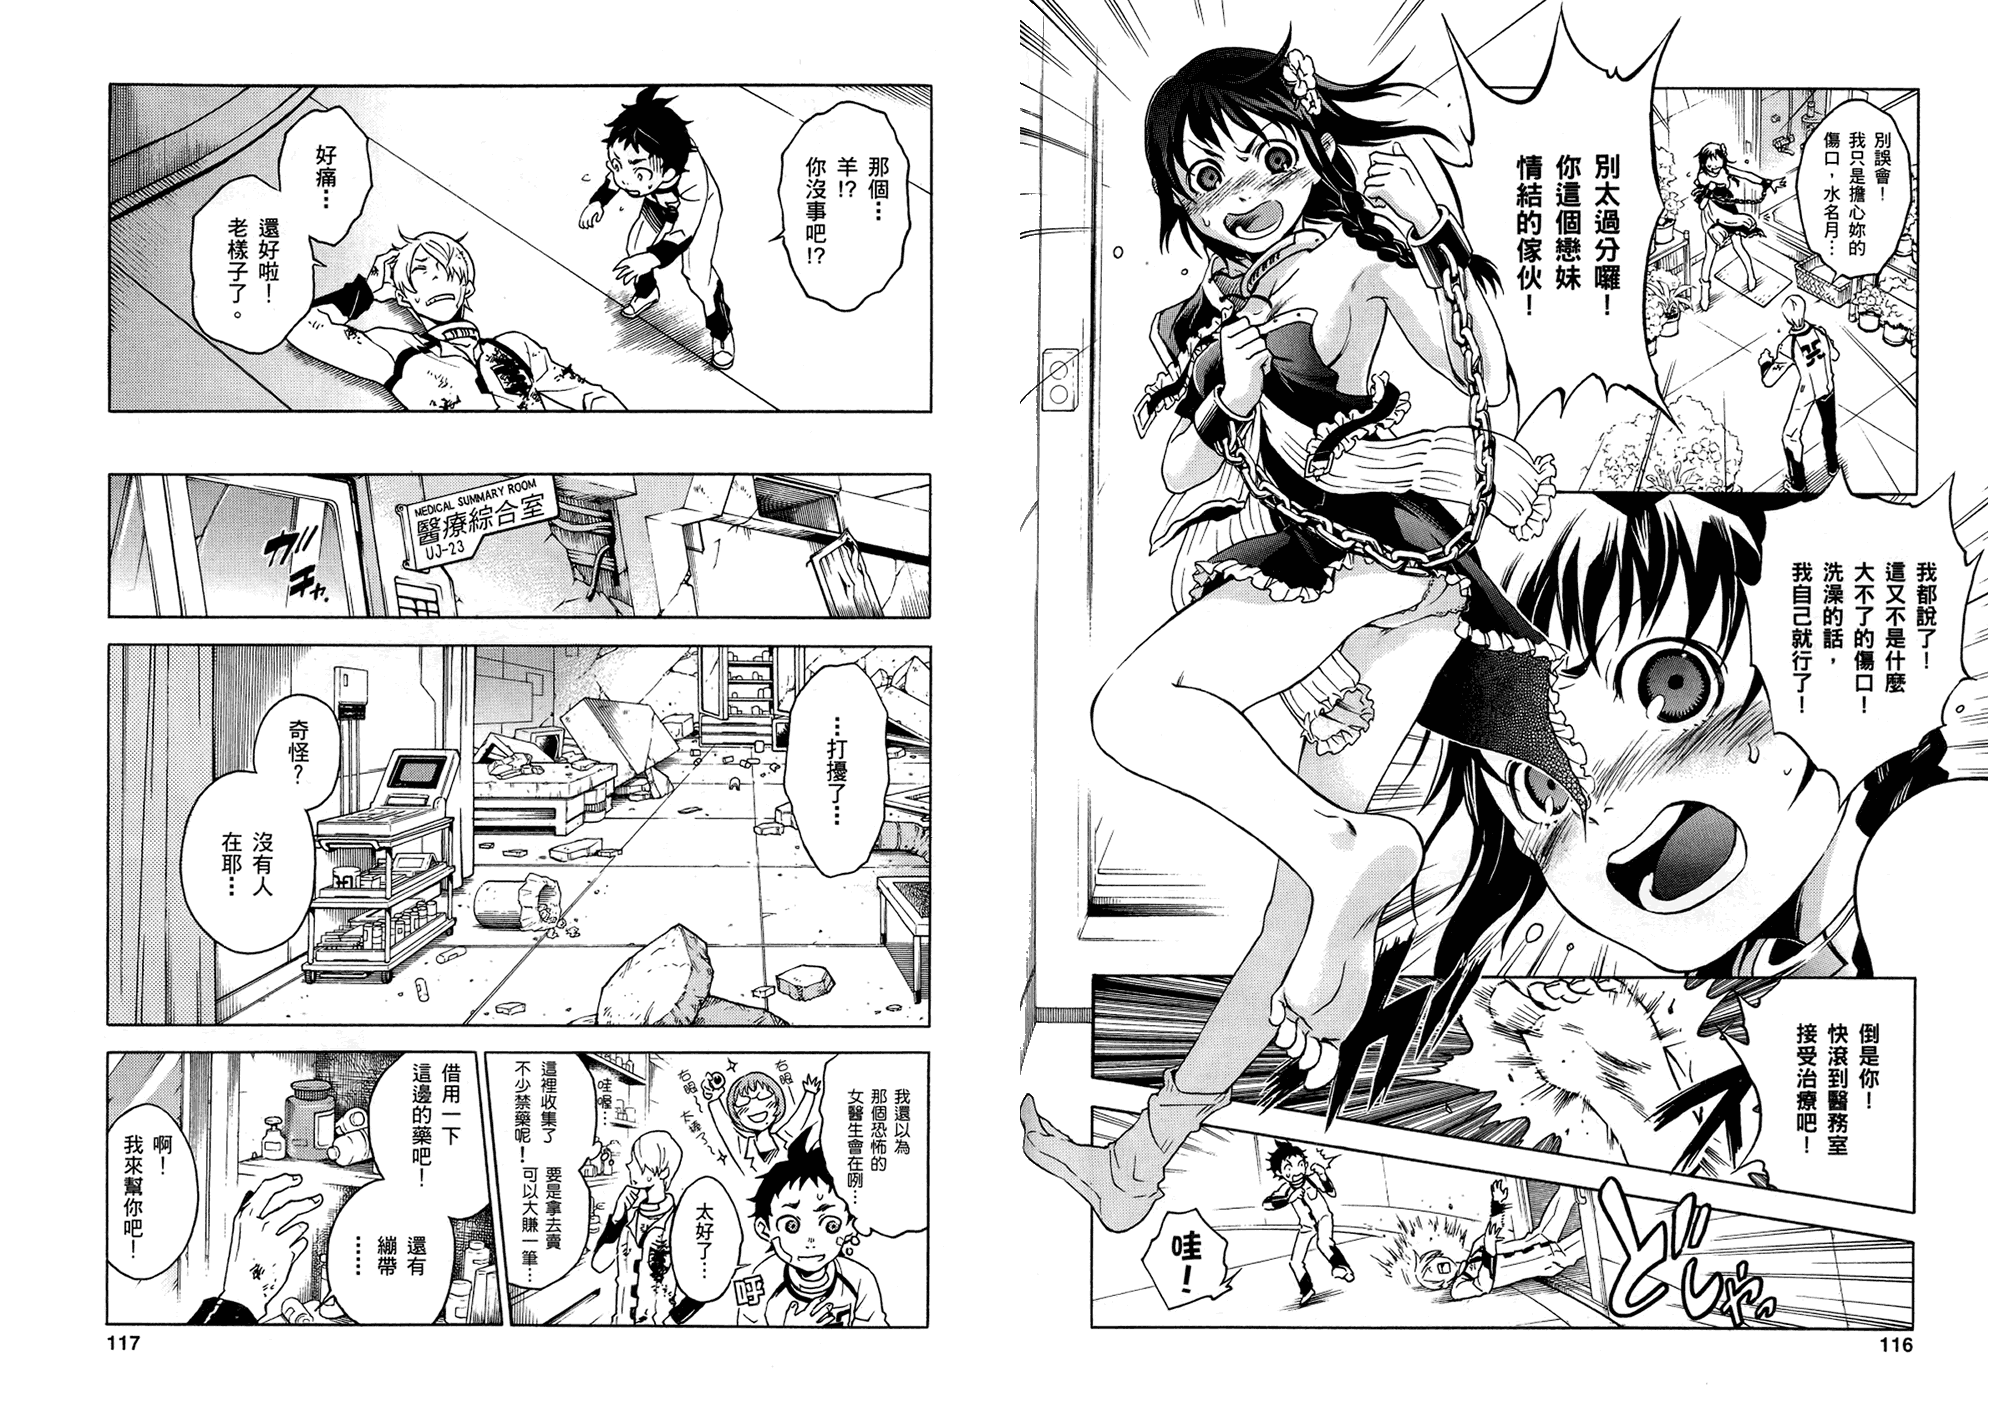 別誤會！
我只是擔心妳的
傷口，水名月…
別太過分囉！
你這個戀妹
情結的傢伙！
我都說了！
這又不是什麼
大不了的傷口！
洗澡的話，
我自己就行了！
倒是你！
快滾到醫務室
接受治療吧！
どしゃっ
哇！
116
那個…
羊!?
你沒事吧!?
好痛…
還好啦！
老樣子了。
MEDICAL SUMMARY ROOM
醫療綜合室
UJ-23
…打擾了…
奇怪？
沒有人
在耶…
我還以為
那個恐怖的
女醫生會在咧…
太好了…
呼
哇喔…
這裡收集了
不少禁藥呢！
要是拿去賣
可以大賺一筆…
借用一下
這邊的藥吧！
還有
繃帶
……
啊！
我來幫你吧！
117